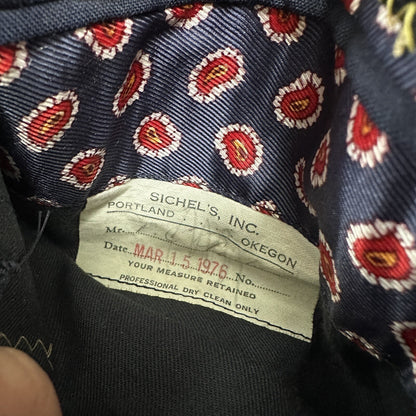 SICHEL'S, INC.
PORTLAND OREGON
Mr.
Date MAR 15 1976 No.
YOUR MEASURE RETAINED
PROFESSIONAL DRY CLEAN ONLY